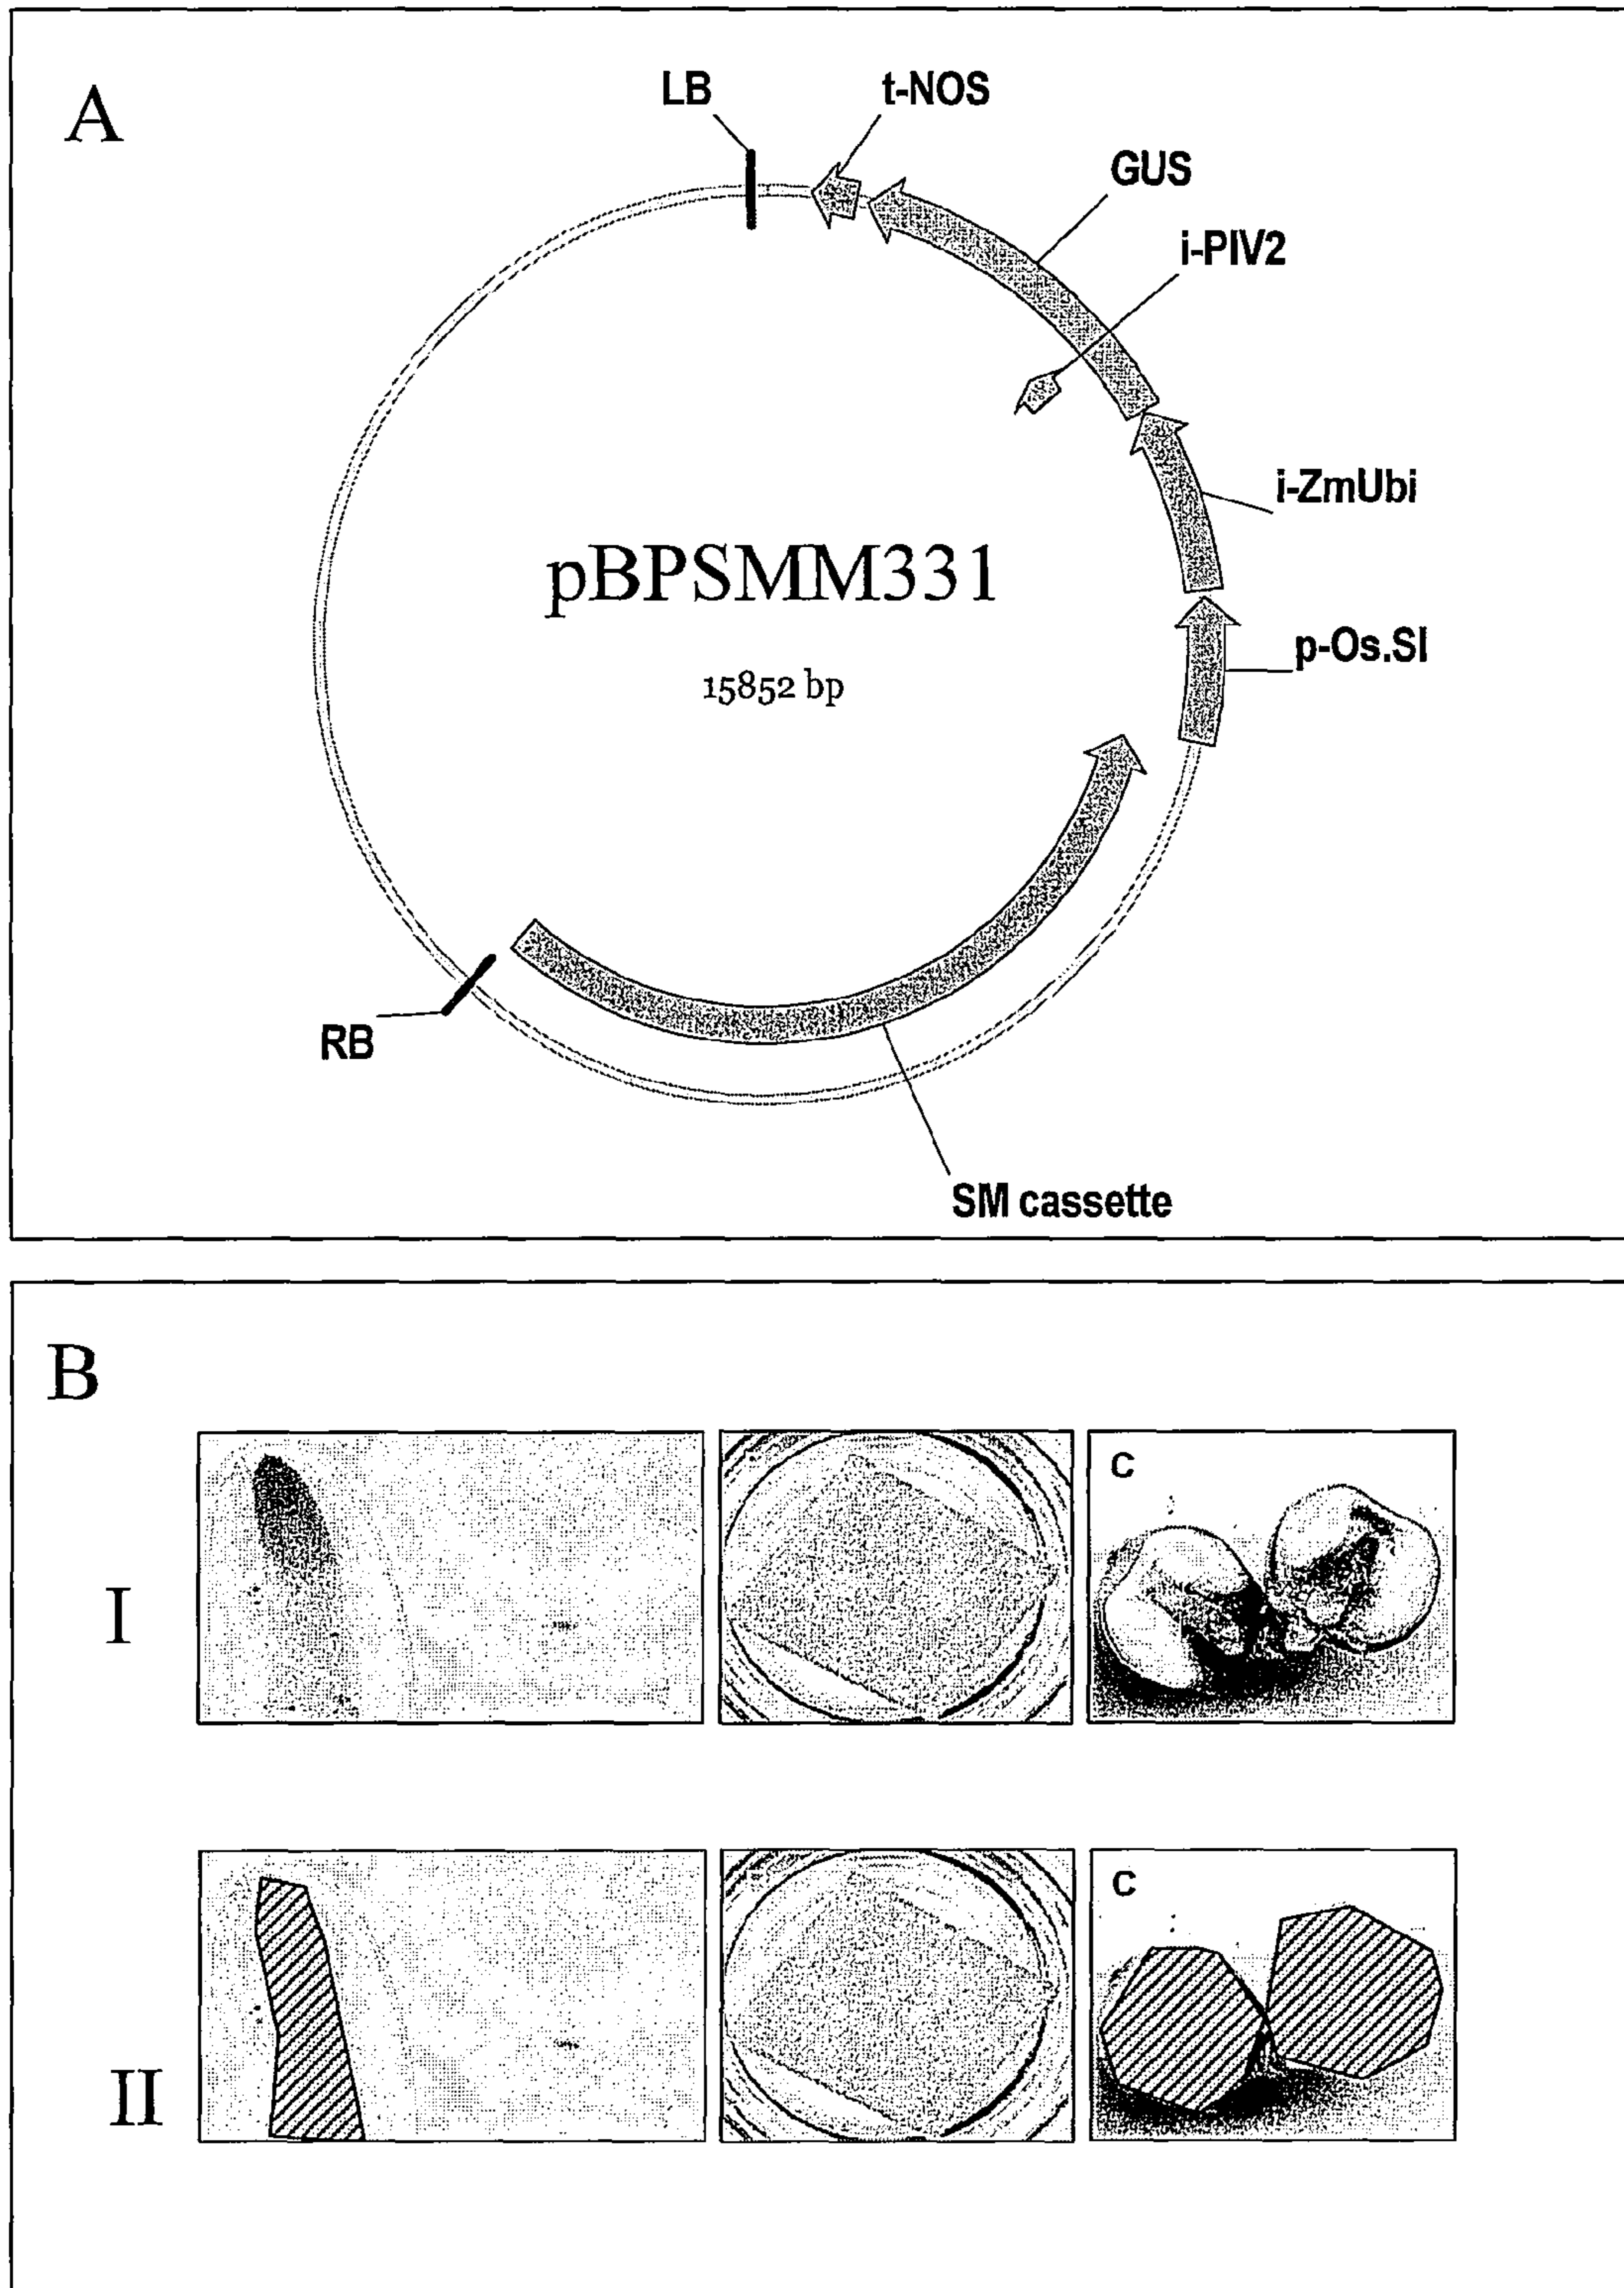 A
LB
t-NOS
GUS
i-PIV2
i-ZmUbi
pBPSMM331
p-Os.SI
15852 bp
RB
SM cassette
B
C
I
C
II